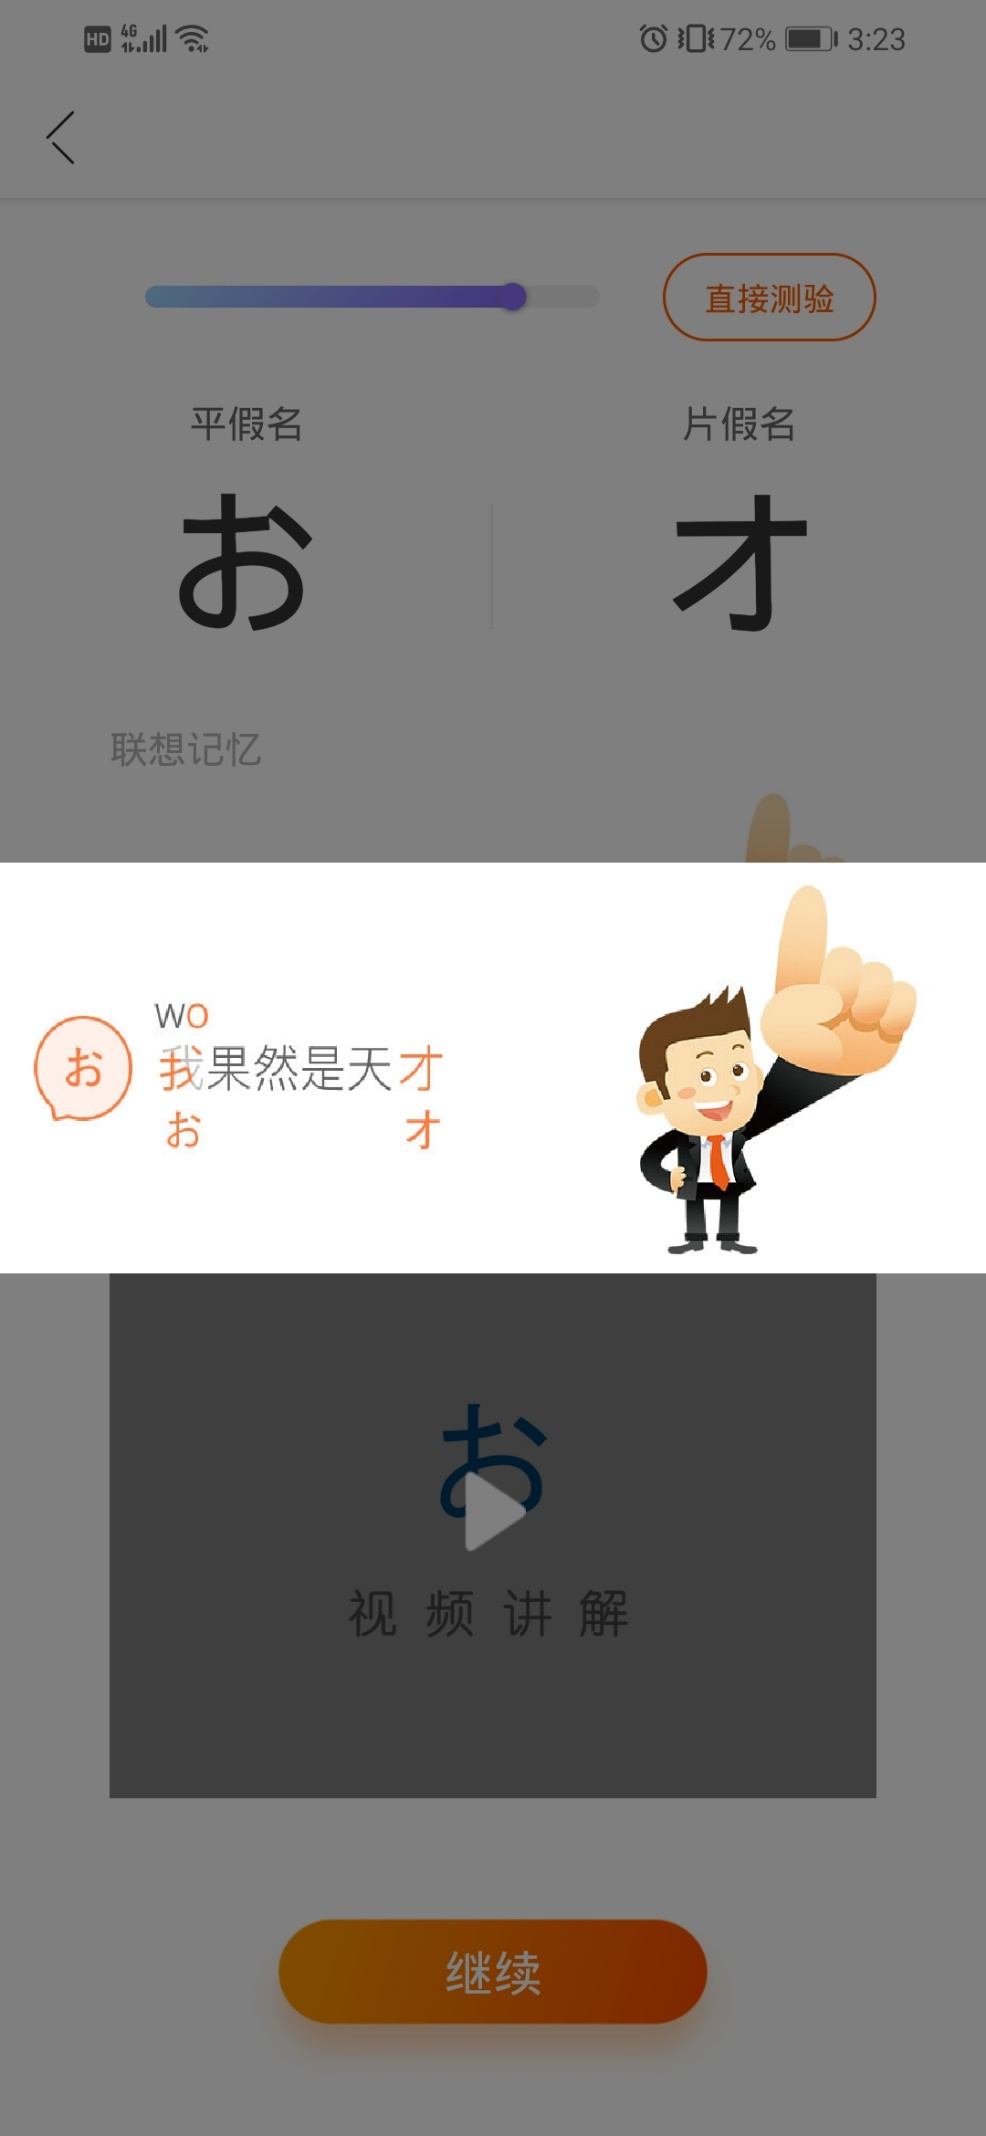 HD 4G 72% 3:23
直接测验
平假名 片假名
お オ
联想记忆
wo
お 我果然是天才
お オ
お
视频讲解
继续